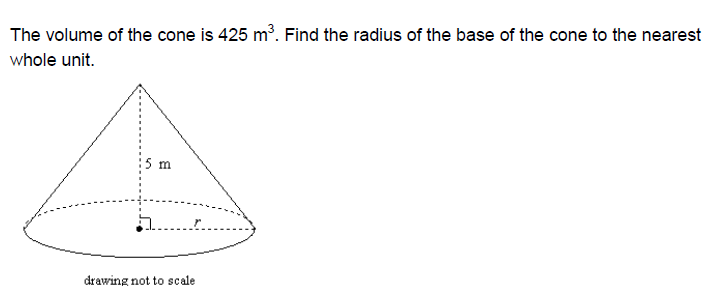 The volume of the cone is 425 m³. Find the radius of the base of the cone to the nearest
whole unit.
5 m
r
drawing not to scale